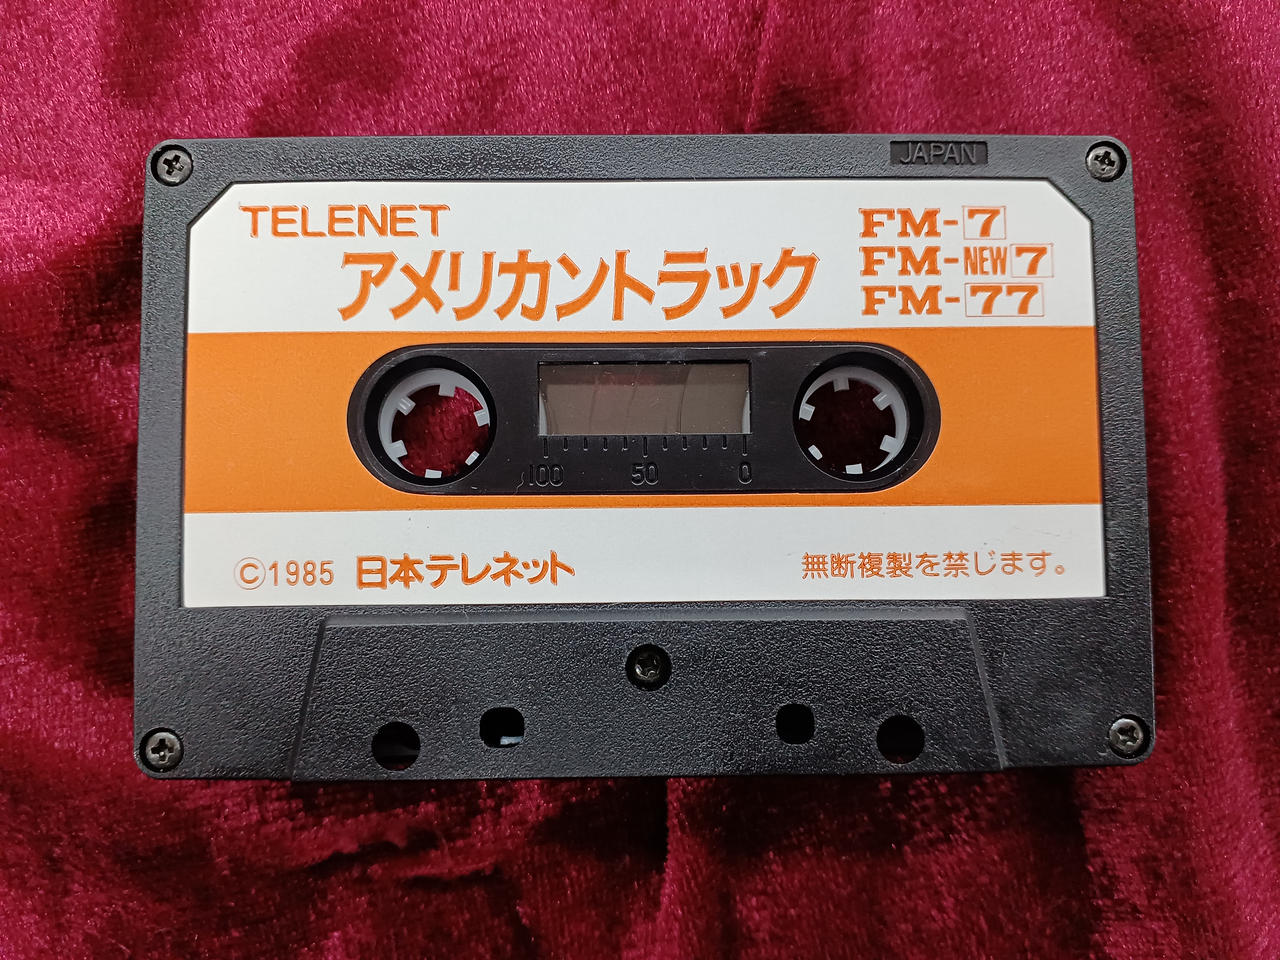 JAPAN
TELENET
アメリカントラック
FM-7
FM-NEW7
FM-77
100 50 0
©1985 日本テレネット
無断複製を禁じます。